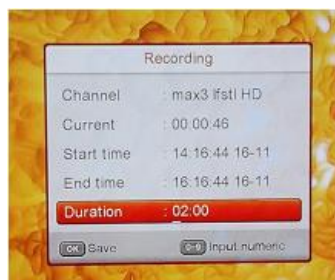 Recording
Channel : max3 lfstl HD
Current : 00:00:46
Start time : 14:16:44 16-11
End time : 16:16:44 16-11
Duration : 02:00
OK Save 0-9 Input numeric